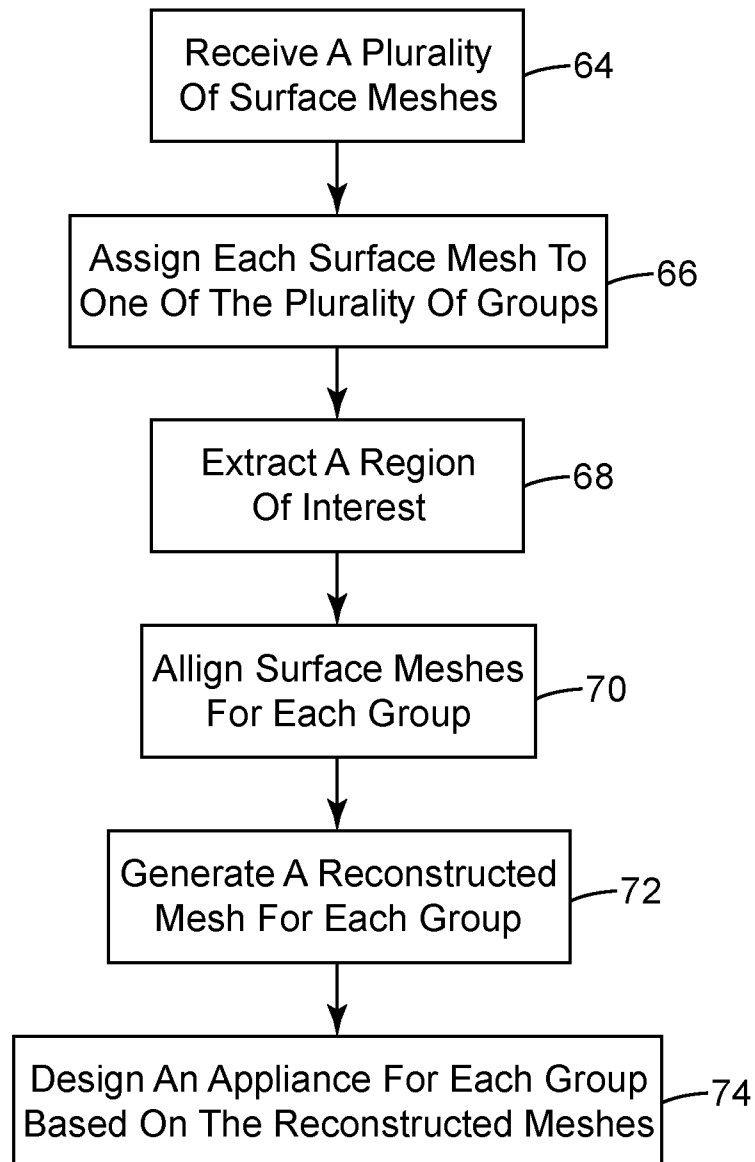 Receive A Plurality
Of Surface Meshes
64
Assign Each Surface Mesh To
One Of The Plurality Of Groups
66
Extract A Region
Of Interest
68
Allign Surface Meshes
For Each Group
70
Generate A Reconstructed
Mesh For Each Group
72
Design An Appliance For Each Group
Based On The Reconstructed Meshes
74